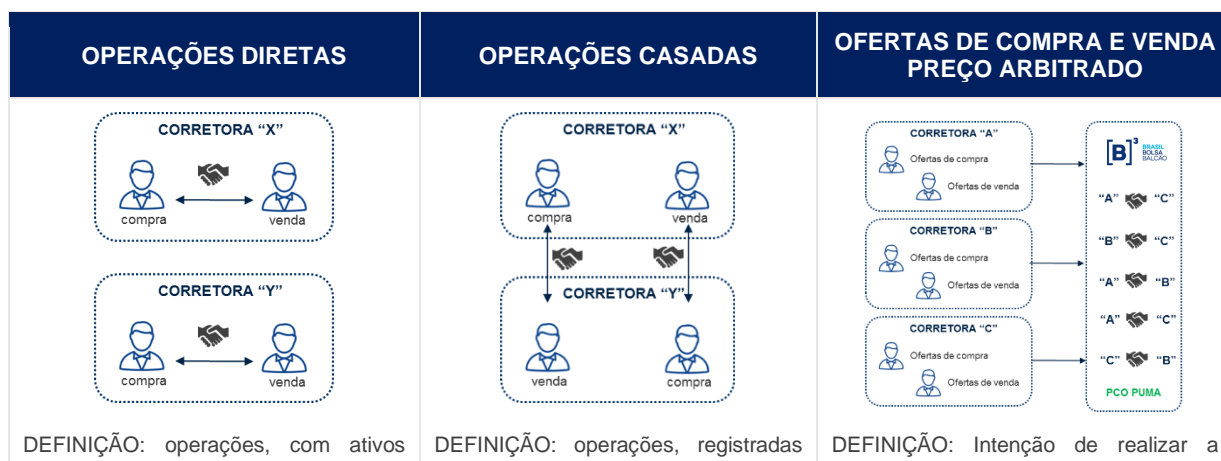 OPERAÇÕES DIRETAS
CORRETORA “X”
compra
venda
CORRETORA “Y”
compra
venda
DEFINIÇÃO: operações, com ativos
OPERAÇÕES CASADAS
CORRETORA “X”
compra
venda
CORRETORA “Y”
venda
compra
DEFINIÇÃO: operações, registradas
OFERTAS DE COMPRA E VENDA
PREÇO ARBITRADO
CORRETORA “A”
Ofertas de compra
Ofertas de venda
CORRETORA “B”
Ofertas de compra
Ofertas de venda
CORRETORA “C”
Ofertas de compra
Ofertas de venda
[B]³ BRASIL
BOLSA
BALCÃO
“A” “C”
“B” “C”
“A” “B”
“A” “C”
“C” “B”
PCO PUMA
DEFINIÇÃO: Intenção de realizar a